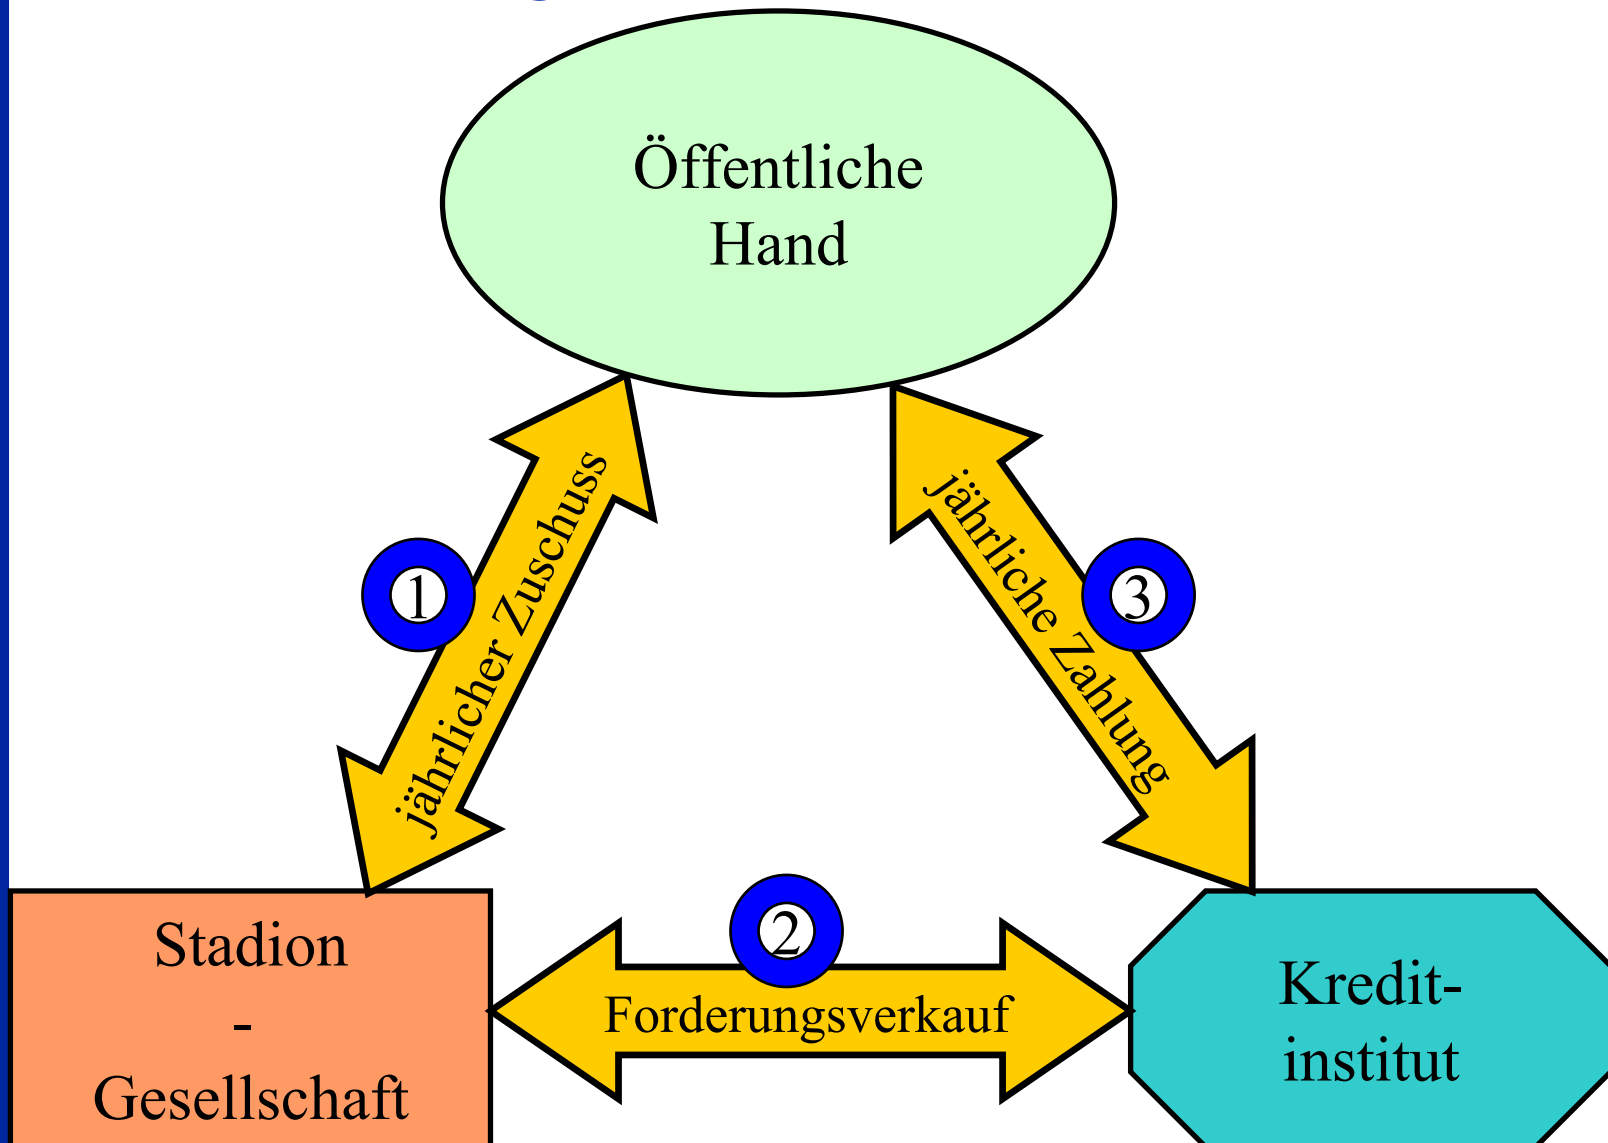 Öffentliche
Hand
jährlicher Zuschuss
jährliche Zahlung
1
3
2
Forderungsverkauf
Stadion
-
Gesellschaft
Kredit-
institut